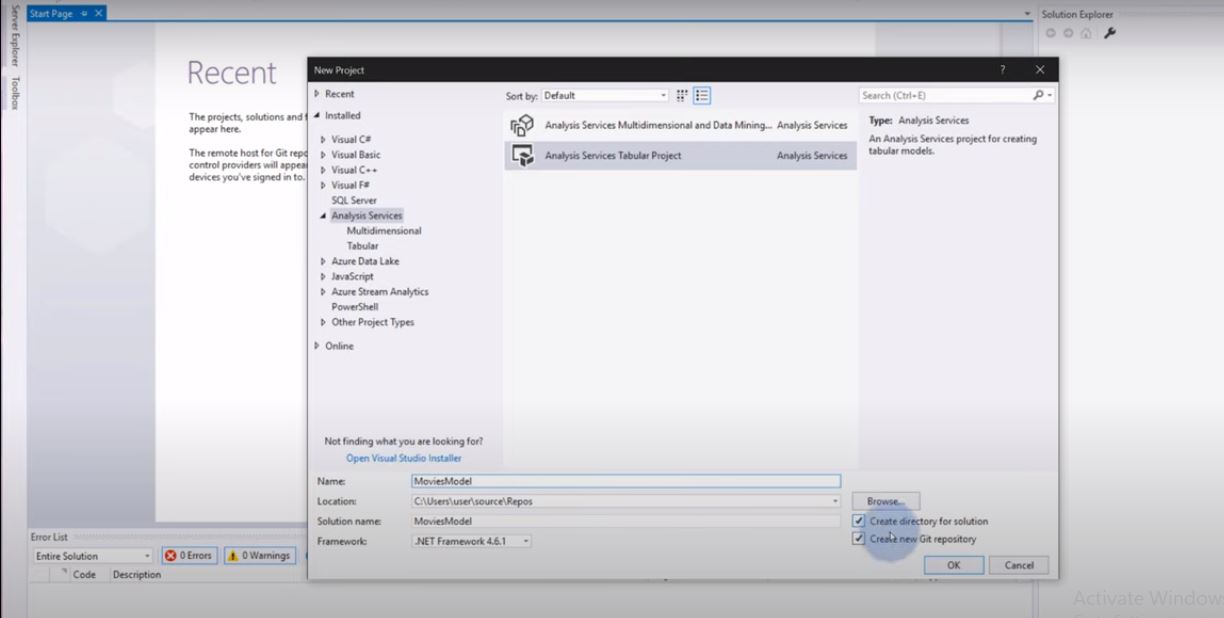 Server Explorer
Toolbox
Start Page
Solution Explorer
Recent
The projects, solutions and f
appear here.
The remote host for Git repo
control providers will appea
devices you've signed in to.
New Project
?
Recent
Installed
Visual C#
Visual Basic
Visual C++
Visual F#
SQL Server
Analysis Services
Multidimensional
Tabular
Azure Data Lake
JavaScript
Azure Stream Analytics
PowerShell
Other Project Types
Online
Not finding what you are looking for?
Open Visual Studio Installer
Sort by: Default
Analysis Services Multidimensional and Data Mining... Analysis Services
Analysis Services Tabular Project Analysis Services
Search (Ctrl+E)
Type: Analysis Services
An Analysis Services project for creating
tabular models.
Name: MoviesModel
Location: C:\Users\user\source\Repos Browse...
Solution name: MoviesModel Create directory for solution
Framework: .NET Framework 4.6.1 Create new Git repository
OK Cancel
Error List
Entire Solution 0 Errors 0 Warnings
Code Description
Activate Windows